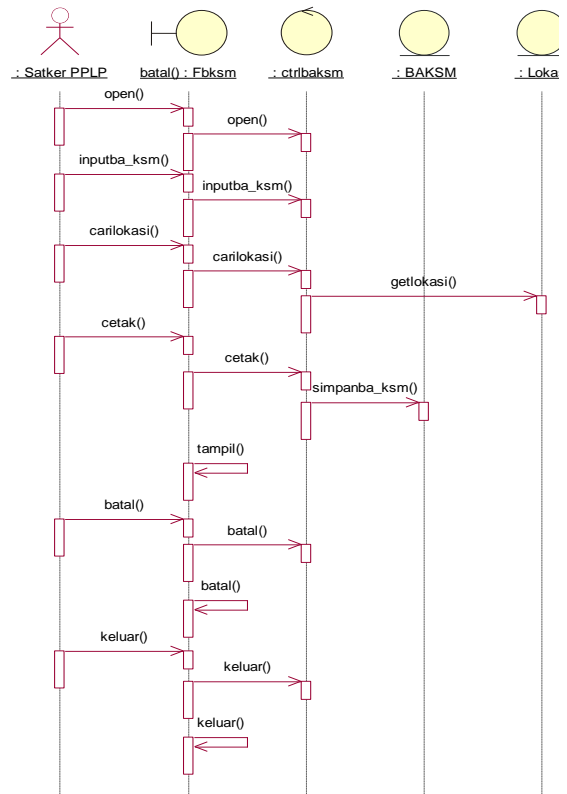 : Satker PPLP
batal() : Fbksm
: ctrlbaksm
: BAKSM
: Loka
open()
open()
inputba_ksm()
inputba_ksm()
carilokasi()
carilokasi()
getlokasi()
cetak()
cetak()
simpanba_ksm()
tampil()
batal()
batal()
batal()
keluar()
keluar()
keluar()